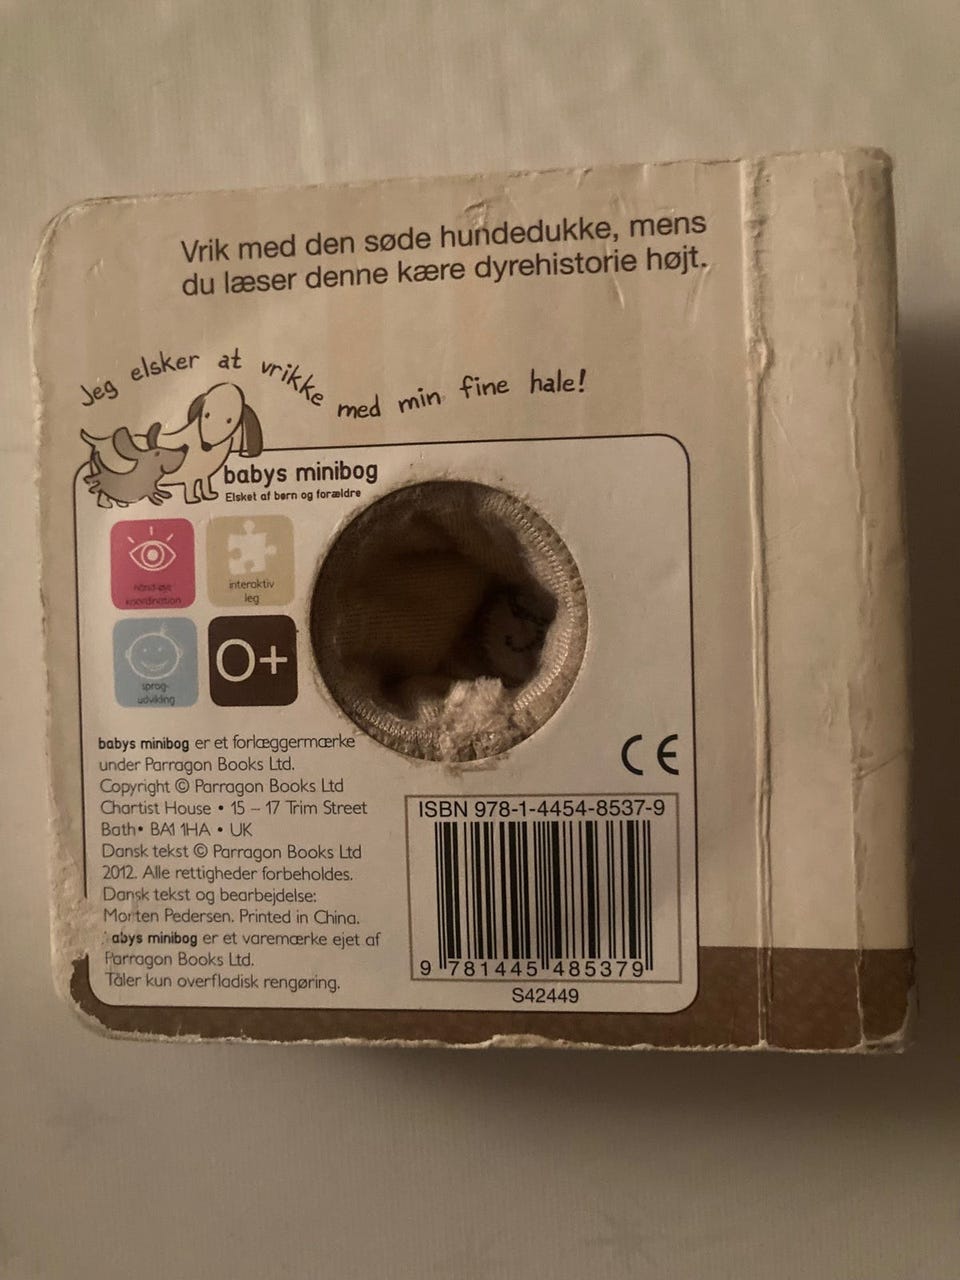 Vrik med den søde hundedukke, mens
du læser denne kære dyrehistorie højt.
Jeg elsker at vrikke med min fine hale!
babys minibog
Elsket af børn og forældre
hånd-øje
koordination
interaktiv
leg
sprog-
udvikling
0+
babys minibog er et forlæggermærke
under Parragon Books Ltd.
Copyright © Parragon Books Ltd
Chartist House • 15 – 17 Trim Street
Bath• BA1 1HA • UK
Dansk tekst © Parragon Books Ltd
2012. Alle rettigheder forbeholdes.
Dansk tekst og bearbejdelse:
Morten Pedersen. Printed in China.
abys minibog er et varemærke ejet af
Parragon Books Ltd.
Tåler kun overfladisk rengøring.
CE
ISBN 978-1-4454-8537-9
9 781445 485379
S42449